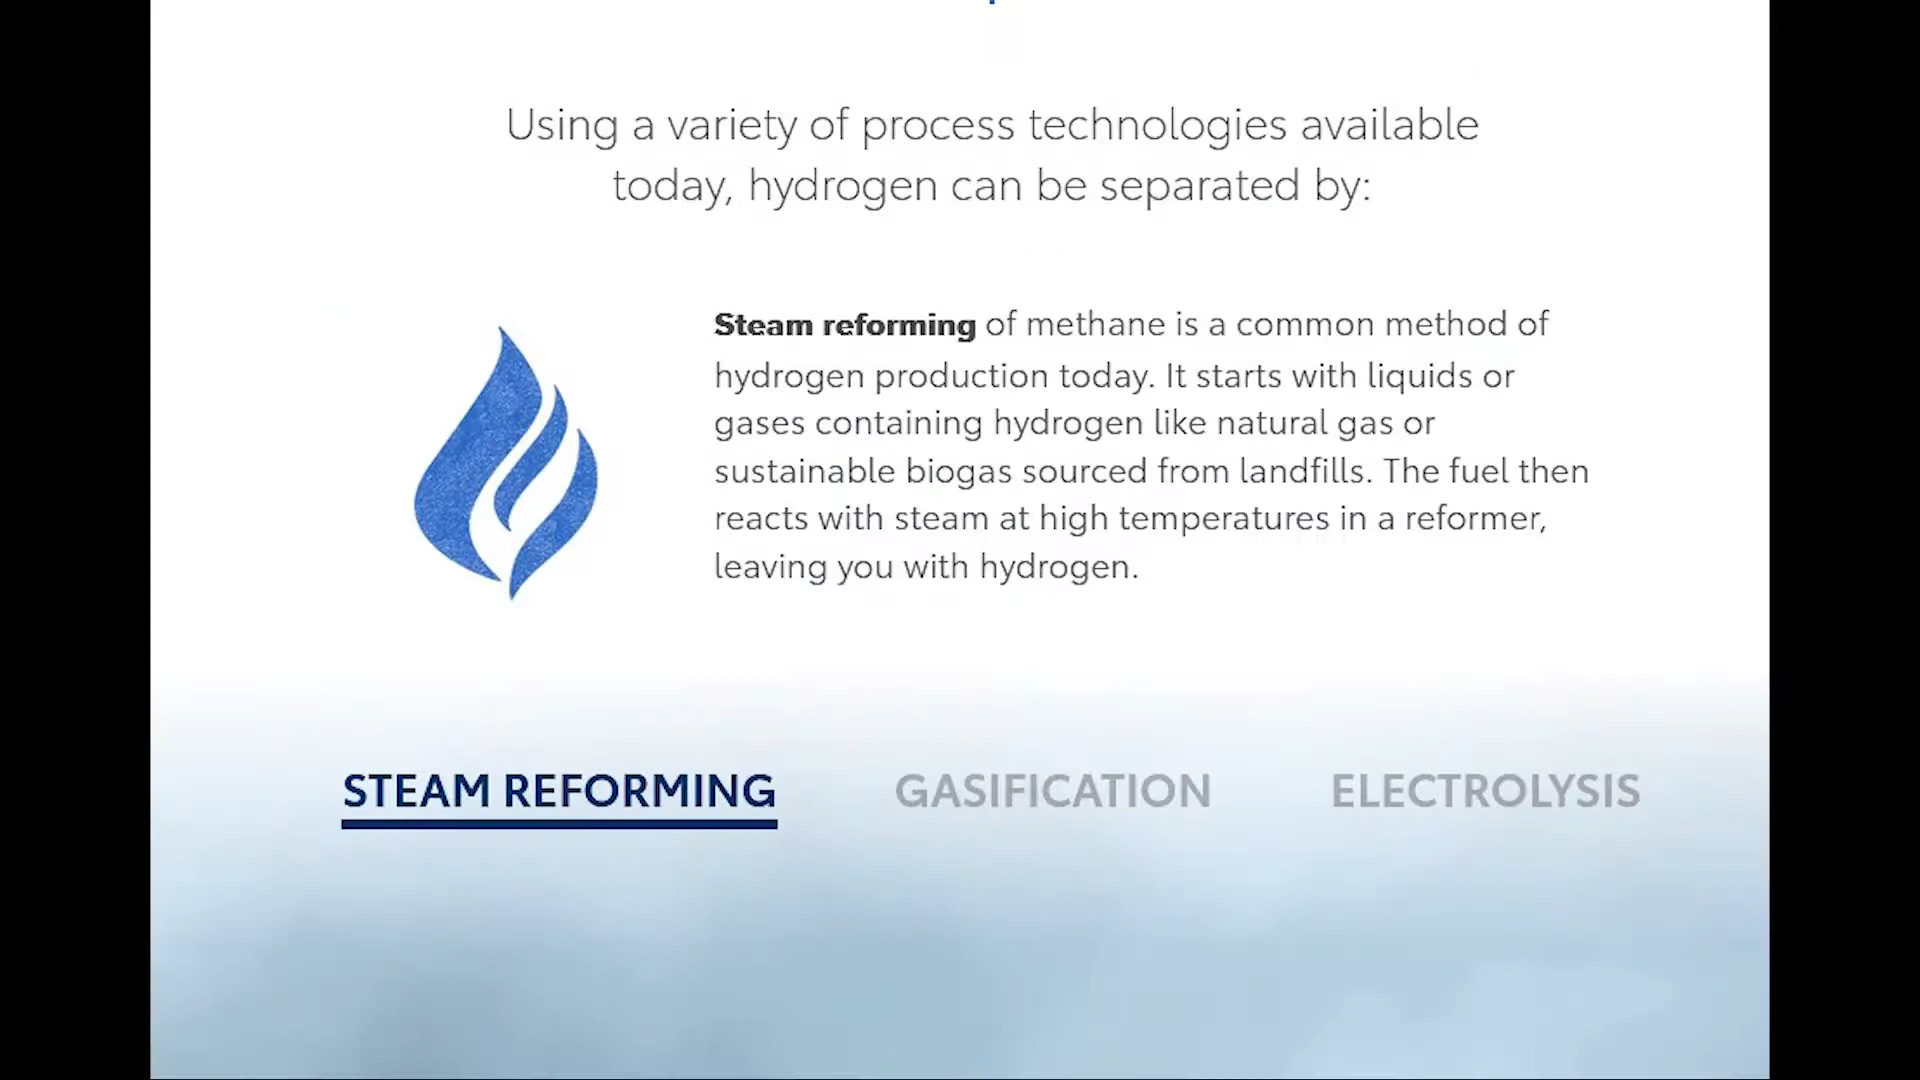 Using a variety of process technologies available
today, hydrogen can be separated by:
Steam reforming of methane is a common method of
hydrogen production today. It starts with liquids or
gases containing hydrogen like natural gas or
sustainable biogas sourced from landfills. The fuel then
reacts with steam at high temperatures in a reformer,
leaving you with hydrogen.
STEAM REFORMING GASIFICATION ELECTROLYSIS